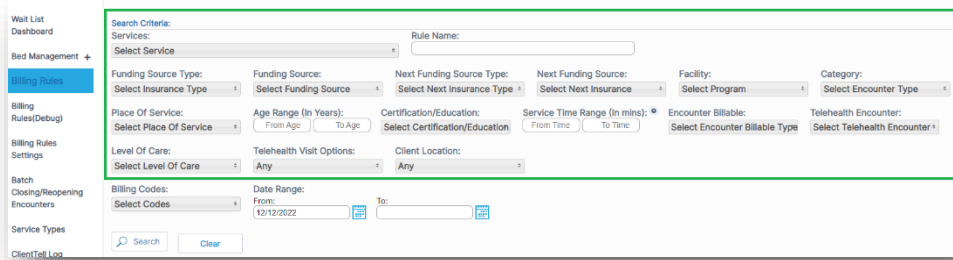 Wait List
Dashboard
Bed Management +
Billing Rules
Billing
Rules(Debug)
Billing Rules
Settings
Batch
Closing/Reopening
Encounters
Service Types
ClientTell Log
Search Criteria:
Services:
Rule Name:
Select Service
Funding Source Type:
Funding Source:
Next Funding Source Type:
Next Funding Source:
Facility:
Category:
Select Insurance Type
Select Funding Source
Select Next Insurance Type
Select Next Insurance
Select Program
Select Encounter Type
Place Of Service:
Age Range (In Years):
Certification/Education:
Service Time Range (In mins):
Encounter Billable:
Telehealth Encounter:
Select Place Of Service
From Age
To Age
Select Certification/Education
From Time
To Time
Select Encounter Billable Type
Select Telehealth Encounter
Level Of Care:
Telehealth Visit Options:
Client Location:
Select Level Of Care
Any
Any
Billing Codes:
Date Range:
Select Codes
From:
To:
12/12/2022
Search
Clear